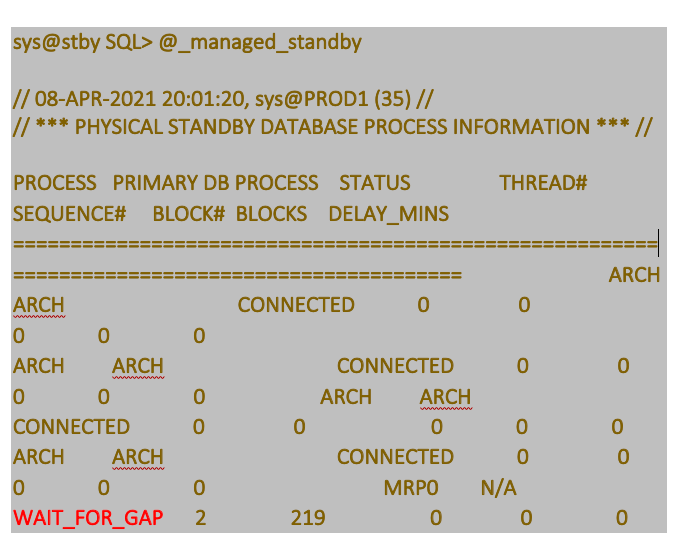 sys@stby SQL> @_managed_standby
// 08-APR-2021 20:01:20, sys@PROD1 (35) //
// *** PHYSICAL STANDBY DATABASE PROCESS INFORMATION *** //
PROCESS PRIMARY DB PROCESS STATUS THREAD#
SEQUENCE# BLOCK# BLOCKS DELAY_MINS
=========================================================
======================================== ARCH
ARCH CONNECTED 0 0
0 0 0
ARCH ARCH CONNECTED 0 0
0 0 0 ARCH ARCH
CONNECTED 0 0 0 0 0
ARCH ARCH CONNECTED 0 0
0 0 0 MRP0 N/A
WAIT_FOR_GAP 2 219 0 0 0